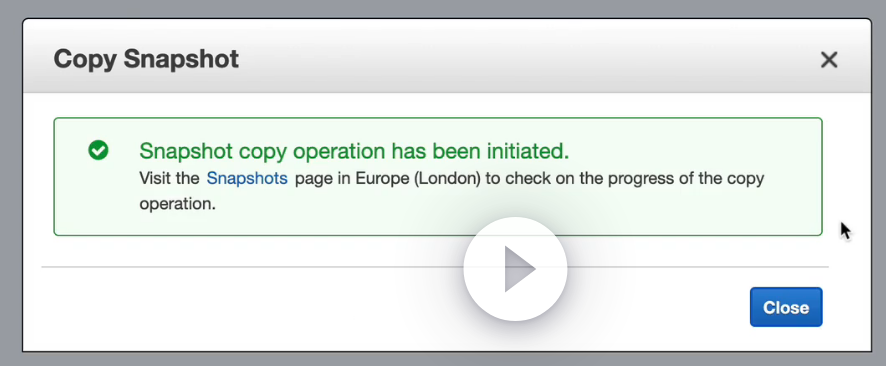 Copy Snapshot
Snapshot copy operation has been initiated.
Visit the Snapshots page in Europe (London) to check on the progress of the copy
operation.
Close